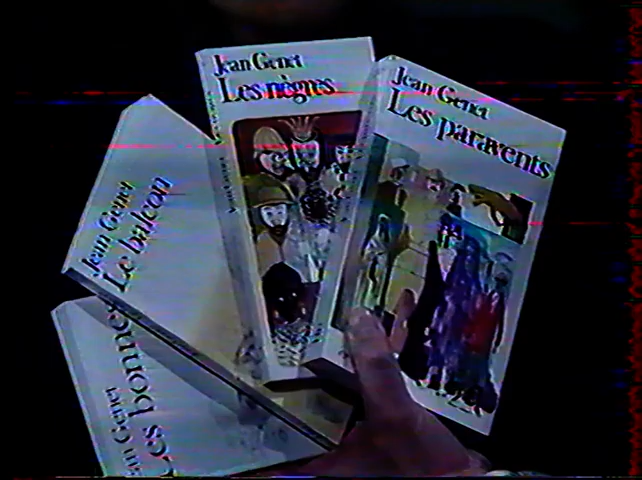 Jean Genet
Les nègres
Jean Genet
Les paravents
Jean Genet
Le balcon
Jean Genet
Les bonnes